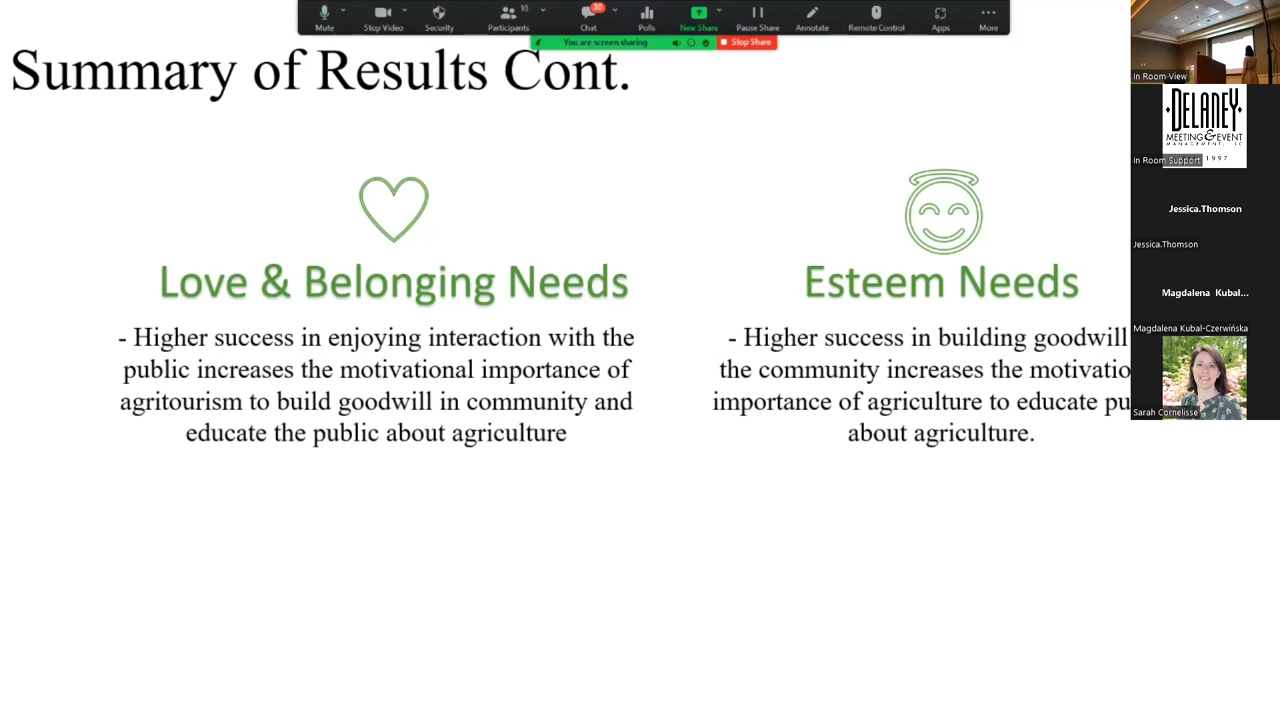 Mute
Stop Video
Security
Participants
10
Chat
30
Polls
New Share
Pause Share
Annotate
Remote Control
Apps
More
You are screen sharing
Stop Share
Summary of Results Cont.
Love & Belonging Needs
- Higher success in enjoying interaction with the
public increases the motivational importance of
agritourism to build goodwill in community and
educate the public about agriculture
Esteem Needs
- Higher success in building goodwill
the community increases the motivatio
importance of agriculture to educate pu
about agriculture.
In Room View
DELANEY
MEETING & EVENT
MANAGEMENT, LLC
1997
In Room Support
Jessica.Thomson
Jessica.Thomson
Magdalena Kubal...
Magdalena Kubal-Czerwińska
Sarah Cornelisse